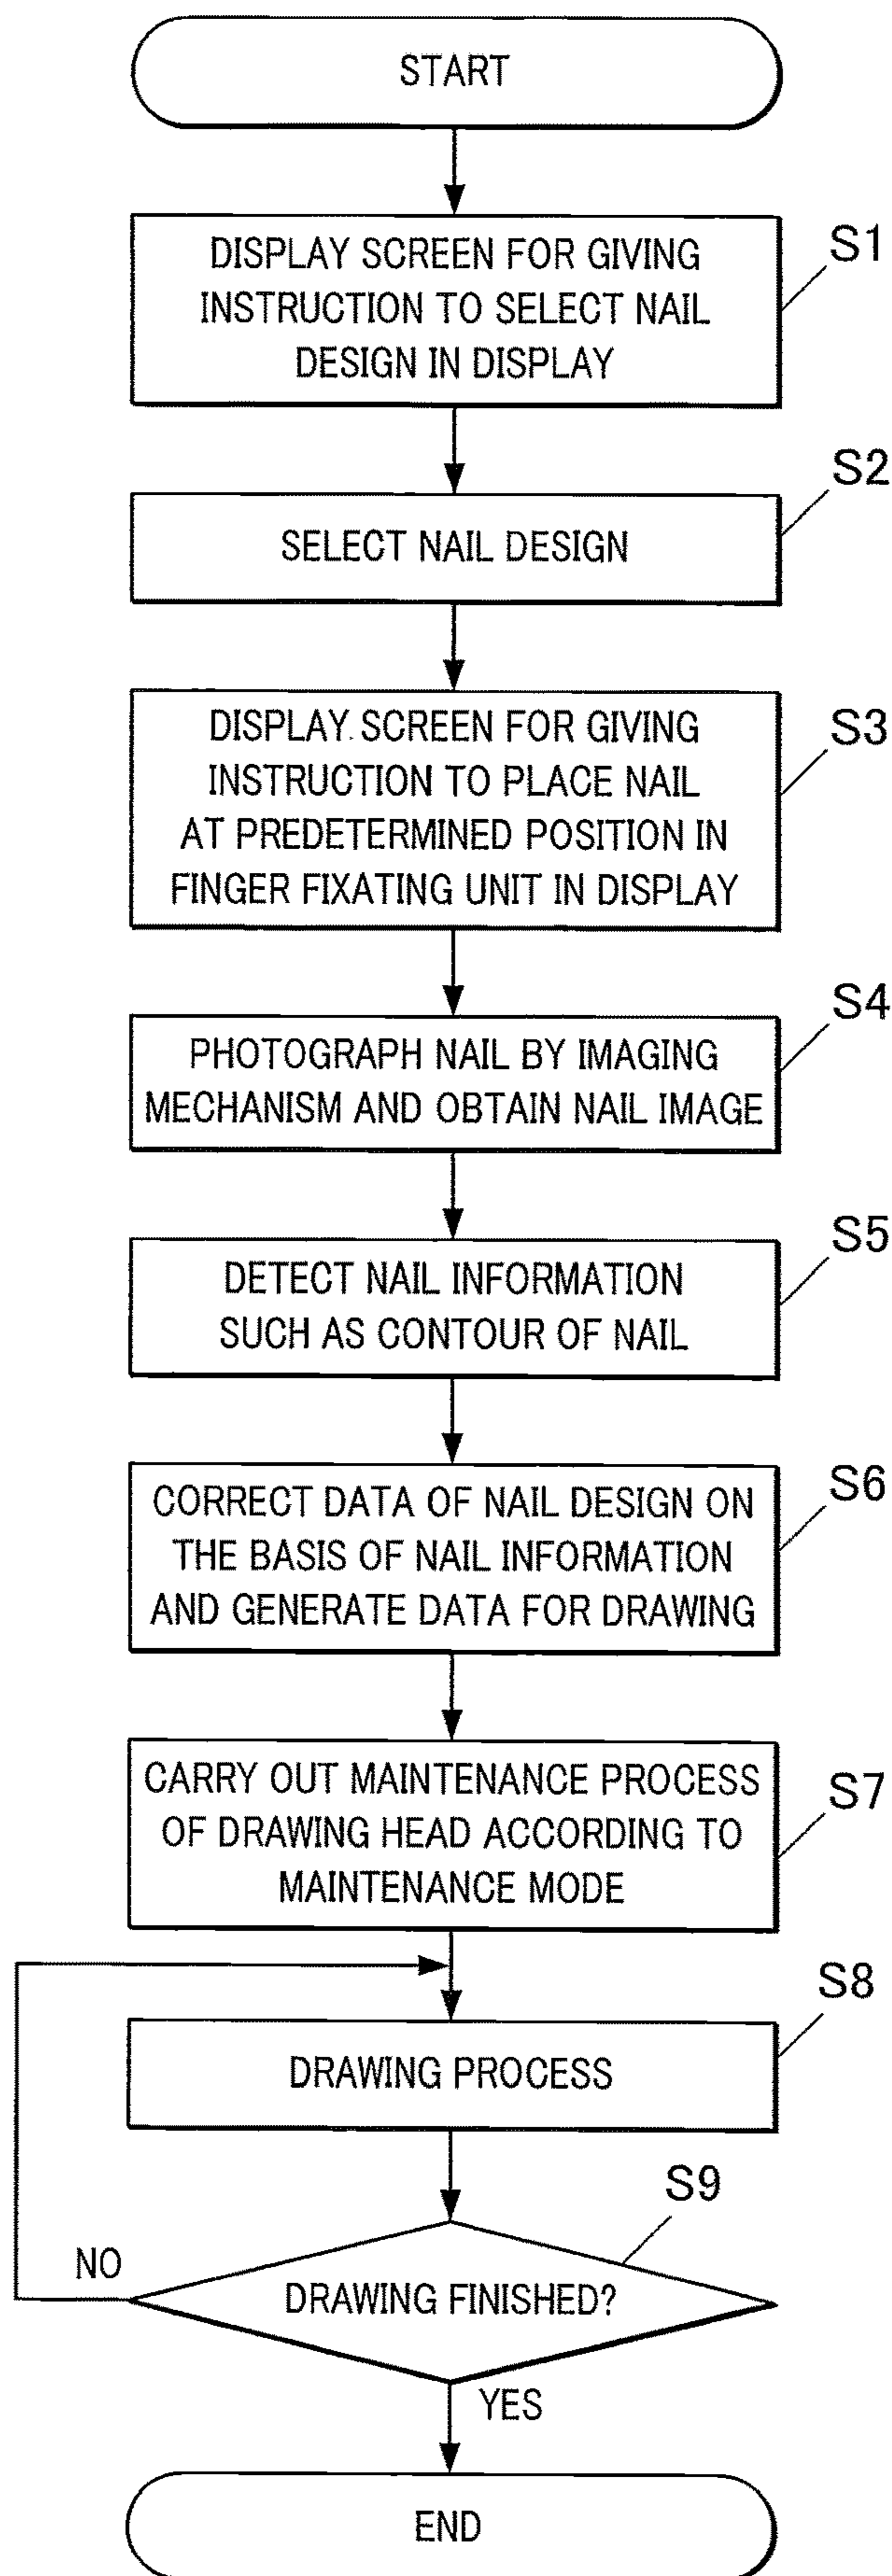 START
S1
DISPLAY SCREEN FOR GIVING
INSTRUCTION TO SELECT NAIL
DESIGN IN DISPLAY
S2
SELECT NAIL DESIGN
S3
DISPLAY SCREEN FOR GIVING
INSTRUCTION TO PLACE NAIL
AT PREDETERMINED POSITION IN
FINGER FIXATING UNIT IN DISPLAY
S4
PHOTOGRAPH NAIL BY IMAGING
MECHANISM AND OBTAIN NAIL IMAGE
S5
DETECT NAIL INFORMATION
SUCH AS CONTOUR OF NAIL
S6
CORRECT DATA OF NAIL DESIGN ON
THE BASIS OF NAIL INFORMATION
AND GENERATE DATA FOR DRAWING
S7
CARRY OUT MAINTENANCE PROCESS
OF DRAWING HEAD ACCORDING TO
MAINTENANCE MODE
S8
DRAWING PROCESS
S9
NO
DRAWING FINISHED?
YES
END